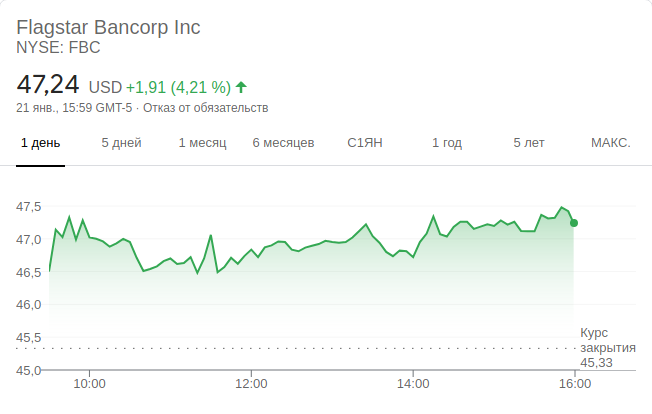 Flagstar Bancorp Inc
NYSE: FBC
47,24 USD +1,91 (4,21 %)
21 янв., 15:59 GMT-5 · Отказ от обязательств
1 день 5 дней 1 месяц 6 месяцев С1ЯН 1 год 5 лет МАКС.
47,5
47,0
46,5
46,0
45,5
45,0
Курс
закрытия
45,33
10:00 12:00 14:00 16:00